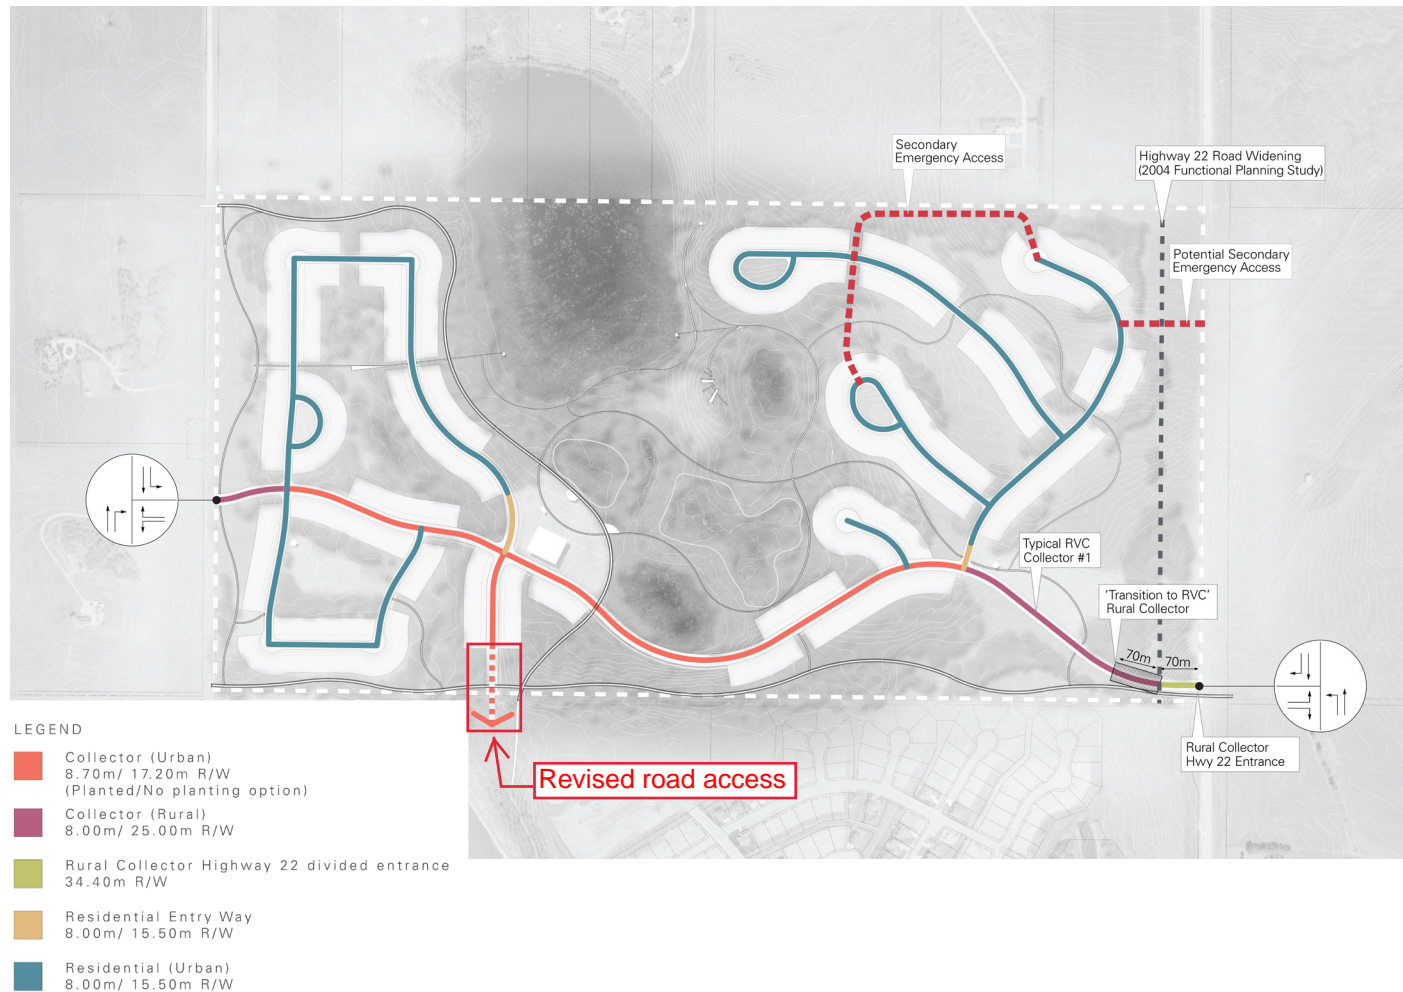 Secondary
Emergency Access
Highway 22 Road Widening
(2004 Functional Planning Study)
Potential Secondary
Emergency Access
Typical RVC
Collector #1
'Transition to RVC'
Rural Collector
70m
70m
Rural Collector
Hwy 22 Entrance
Revised road access
LEGEND
Collector (Urban)
8.70m/ 17.20m R/W
(Planted/No planting option)
Collector (Rural)
8.00m/ 25.00m R/W
Rural Collector Highway 22 divided entrance
34.40m R/W
Residential Entry Way
8.00m/ 15.50m R/W
Residential (Urban)
8.00m/ 15.50m R/W